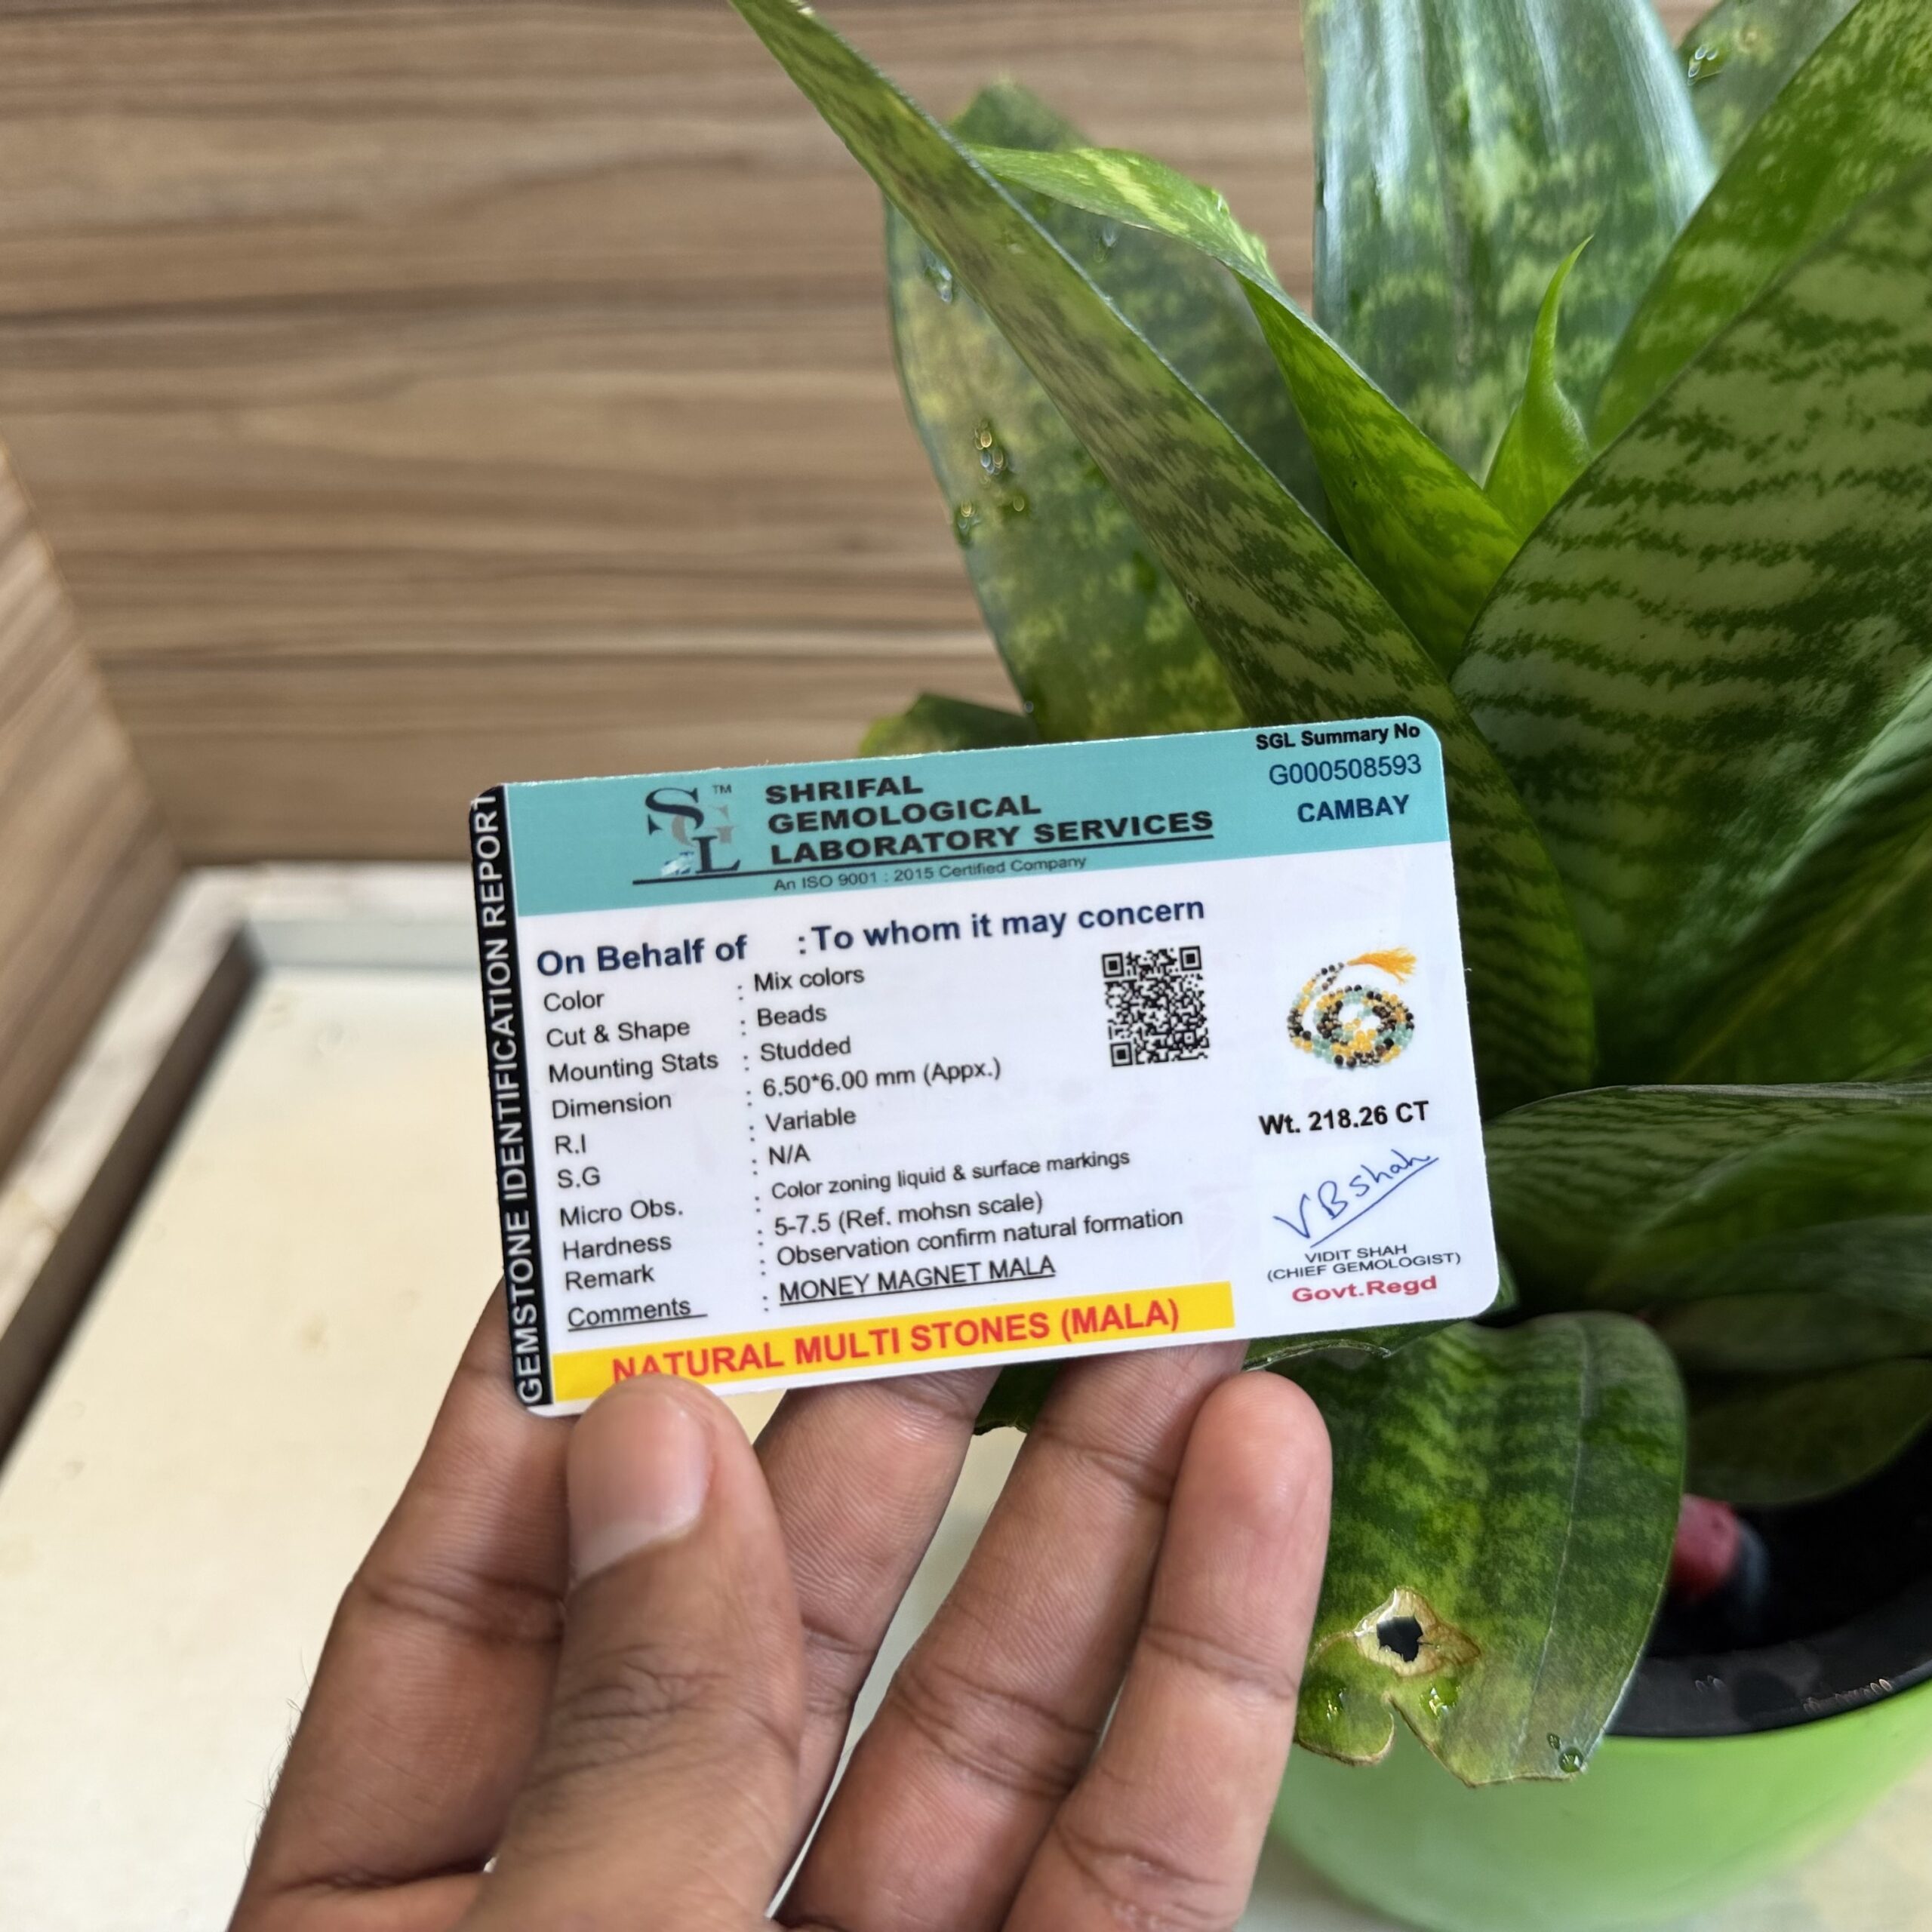 GEMSTONE IDENTIFICATION REPORT
SGL™
SHRIFAL
GEMOLOGICAL
LABORATORY SERVICES
An ISO 9001 : 2015 Certified Company
SGL Summary No
G000508593
CAMBAY
On Behalf of : To whom it may concern
Color : Mix colors
Cut & Shape : Beads
Mounting Stats : Studded
Dimension : 6.50*6.00 mm (Appx.)
R.I : Variable
S.G : N/A
Micro Obs. : Color zoning liquid & surface markings
Hardness : 5-7.5 (Ref. mohsn scale)
Remark : Observation confirm natural formation
Comments : MONEY MAGNET MALA
NATURAL MULTI STONES (MALA)
Wt. 218.26 CT
VBshah
VIDIT SHAH
(CHIEF GEMOLOGIST)
Govt.Regd